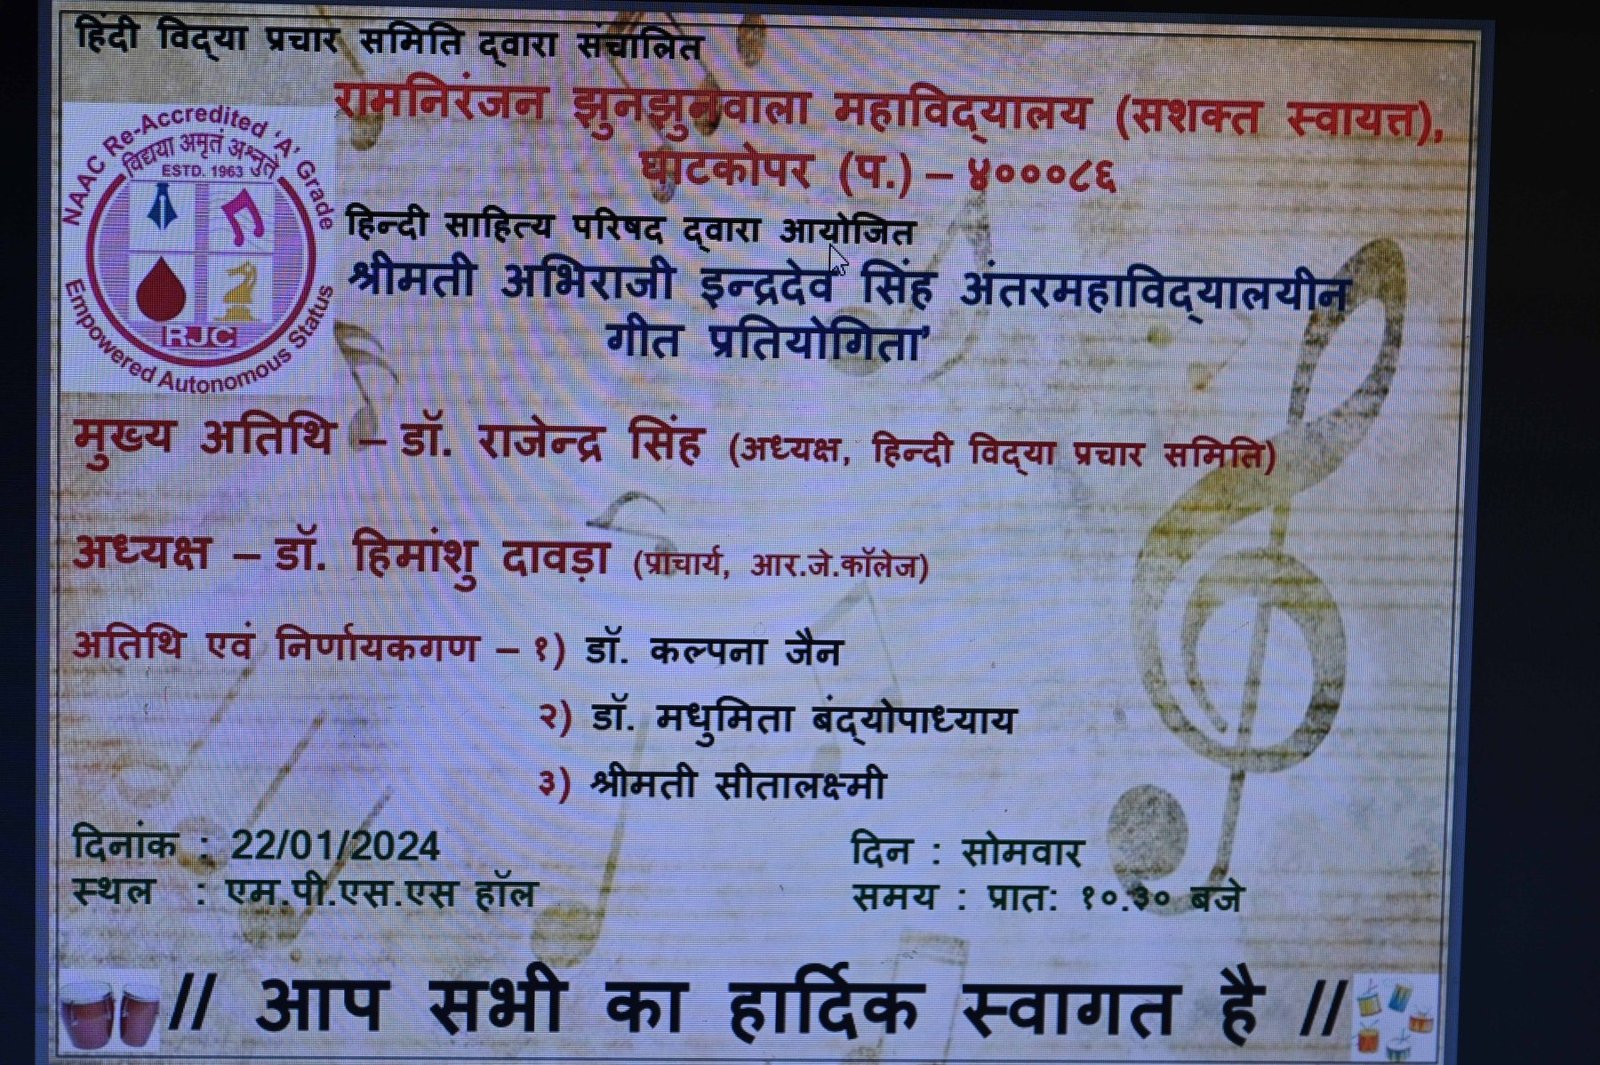 हिंदी विद्‌या प्रचार समिति द्‌वारा संचालित
रामनिरंजन झुनझुनवाला महाविद्‌यालय (सशक्त स्वायत्त),
घाटकोपर (प.) – ४०००८६
NAAC Re-Accredited 'A' Grade
विद्यया अमृतं अश्नुते
ESTD. 1963
RJC
Empowered Autonomous Status
हिन्दी साहित्य परिषद द्‌वारा आयोजित
श्रीमती अभिराजी इन्द्रदेव सिंह अंतरमहाविद्‌यालयीन
गीत प्रतियोगिता’
मुख्य अतिथि – डॉ. राजेन्द्र सिंह (अध्यक्ष, हिन्दी विद्‌या प्रचार समिति)
अध्यक्ष – डॉ. हिमांशु दावड़ा (प्राचार्य, आर.जे.कॉलेज)
अतिथि एवं निर्णायकगण – १) डॉ. कल्पना जैन
२) डॉ. मधुमिता बंद्‌योपाध्याय
३) श्रीमती सीतालक्ष्मी
दिनांक : 22/01/2024 दिन : सोमवार
स्थल : एम.पी.एस.एस हॉल समय : प्रात: १०.३० बजे
// आप सभी का हार्दिक स्वागत है //